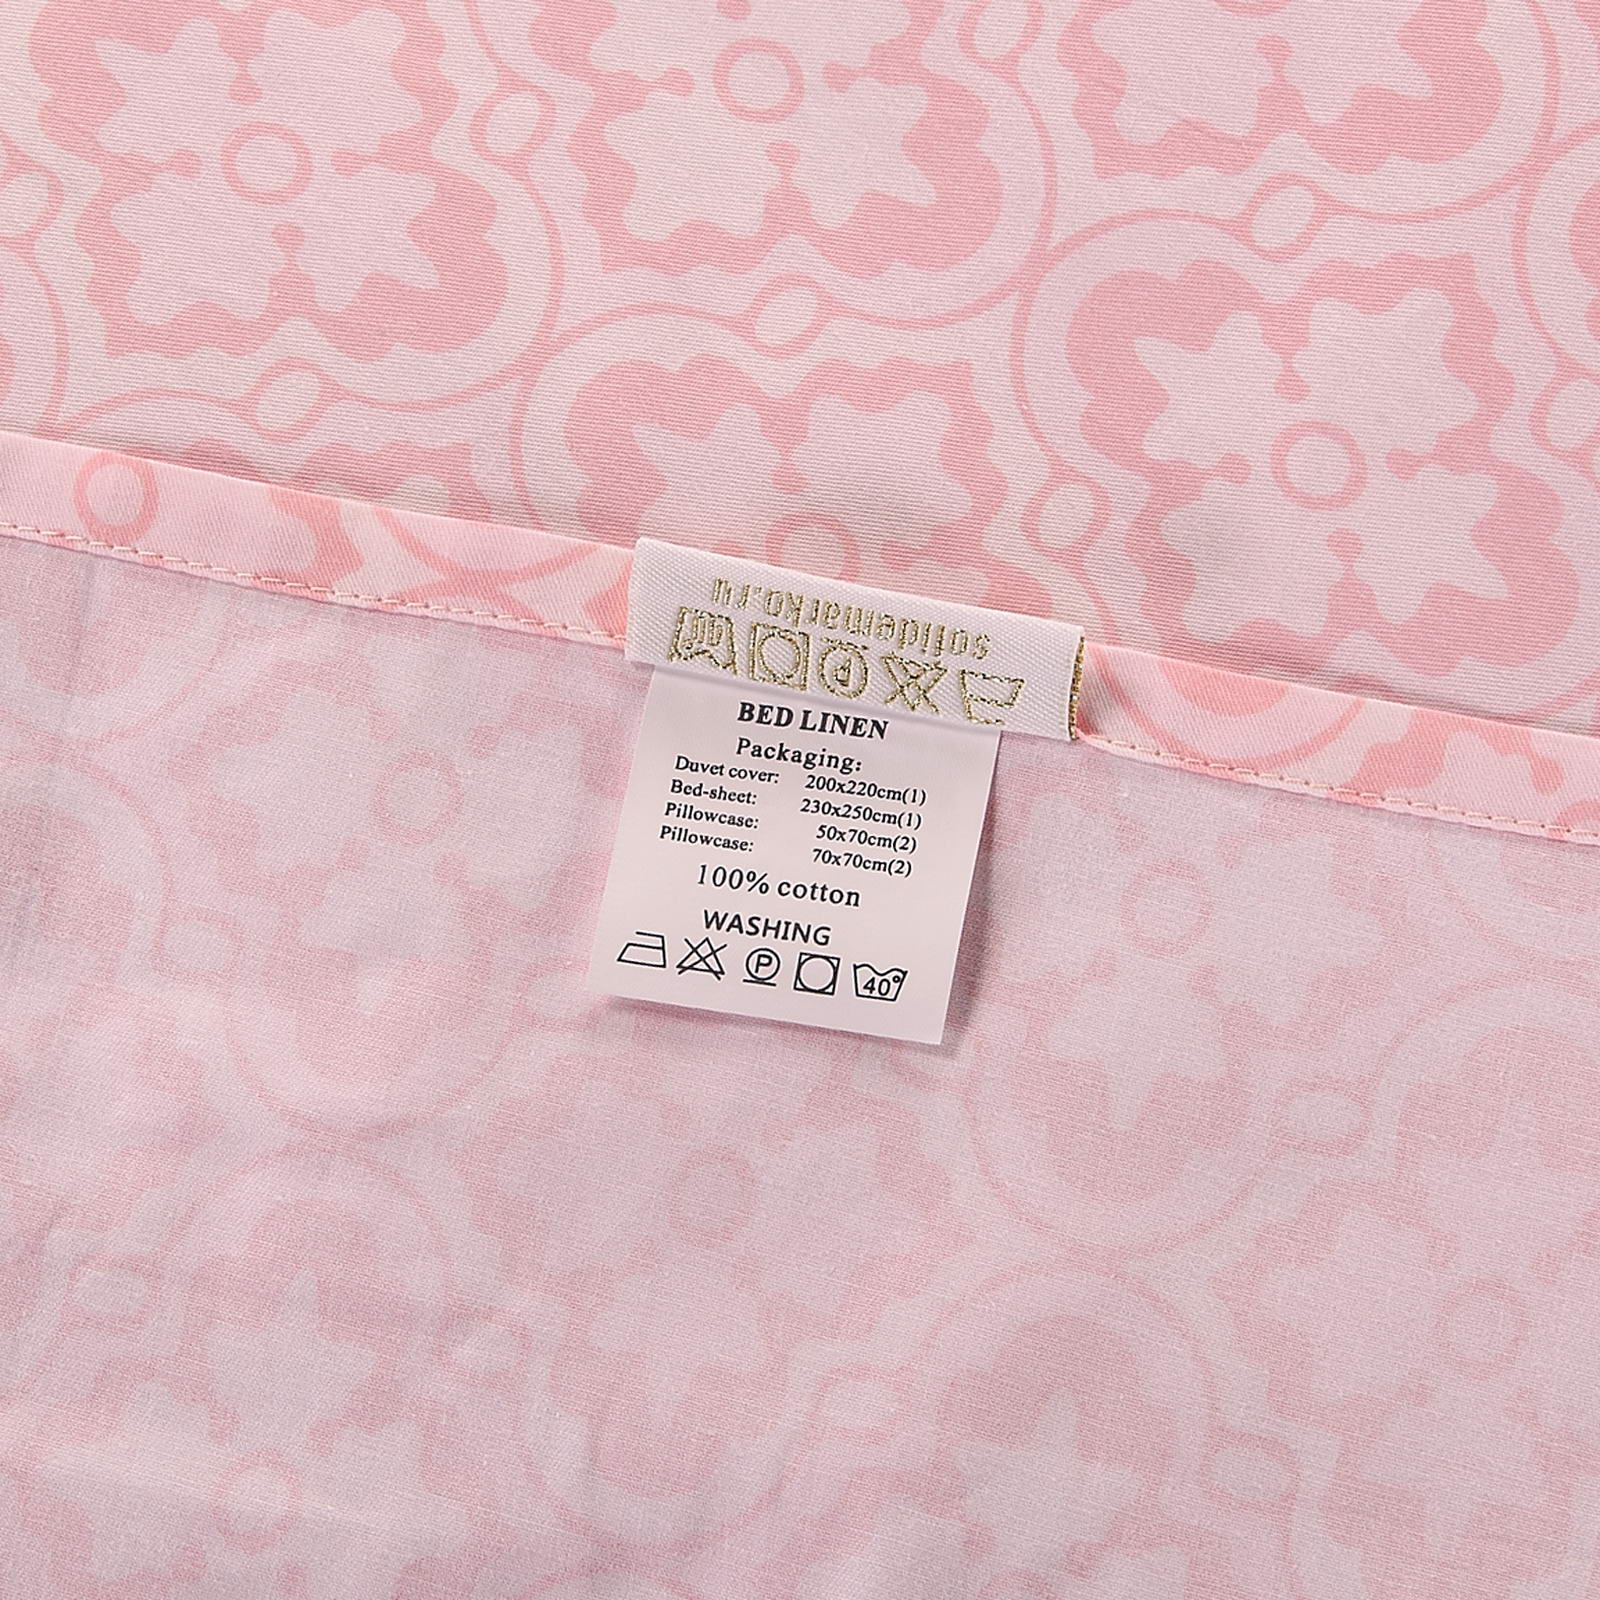 solidemarko.ru
BED LINEN
Packaging:
Duvet cover: 200x220cm(1)
Bed-sheet: 230x250cm(1)
Pillowcase: 50x70cm(2)
Pillowcase: 70x70cm(2)
100% cotton
WASHING
P 40°